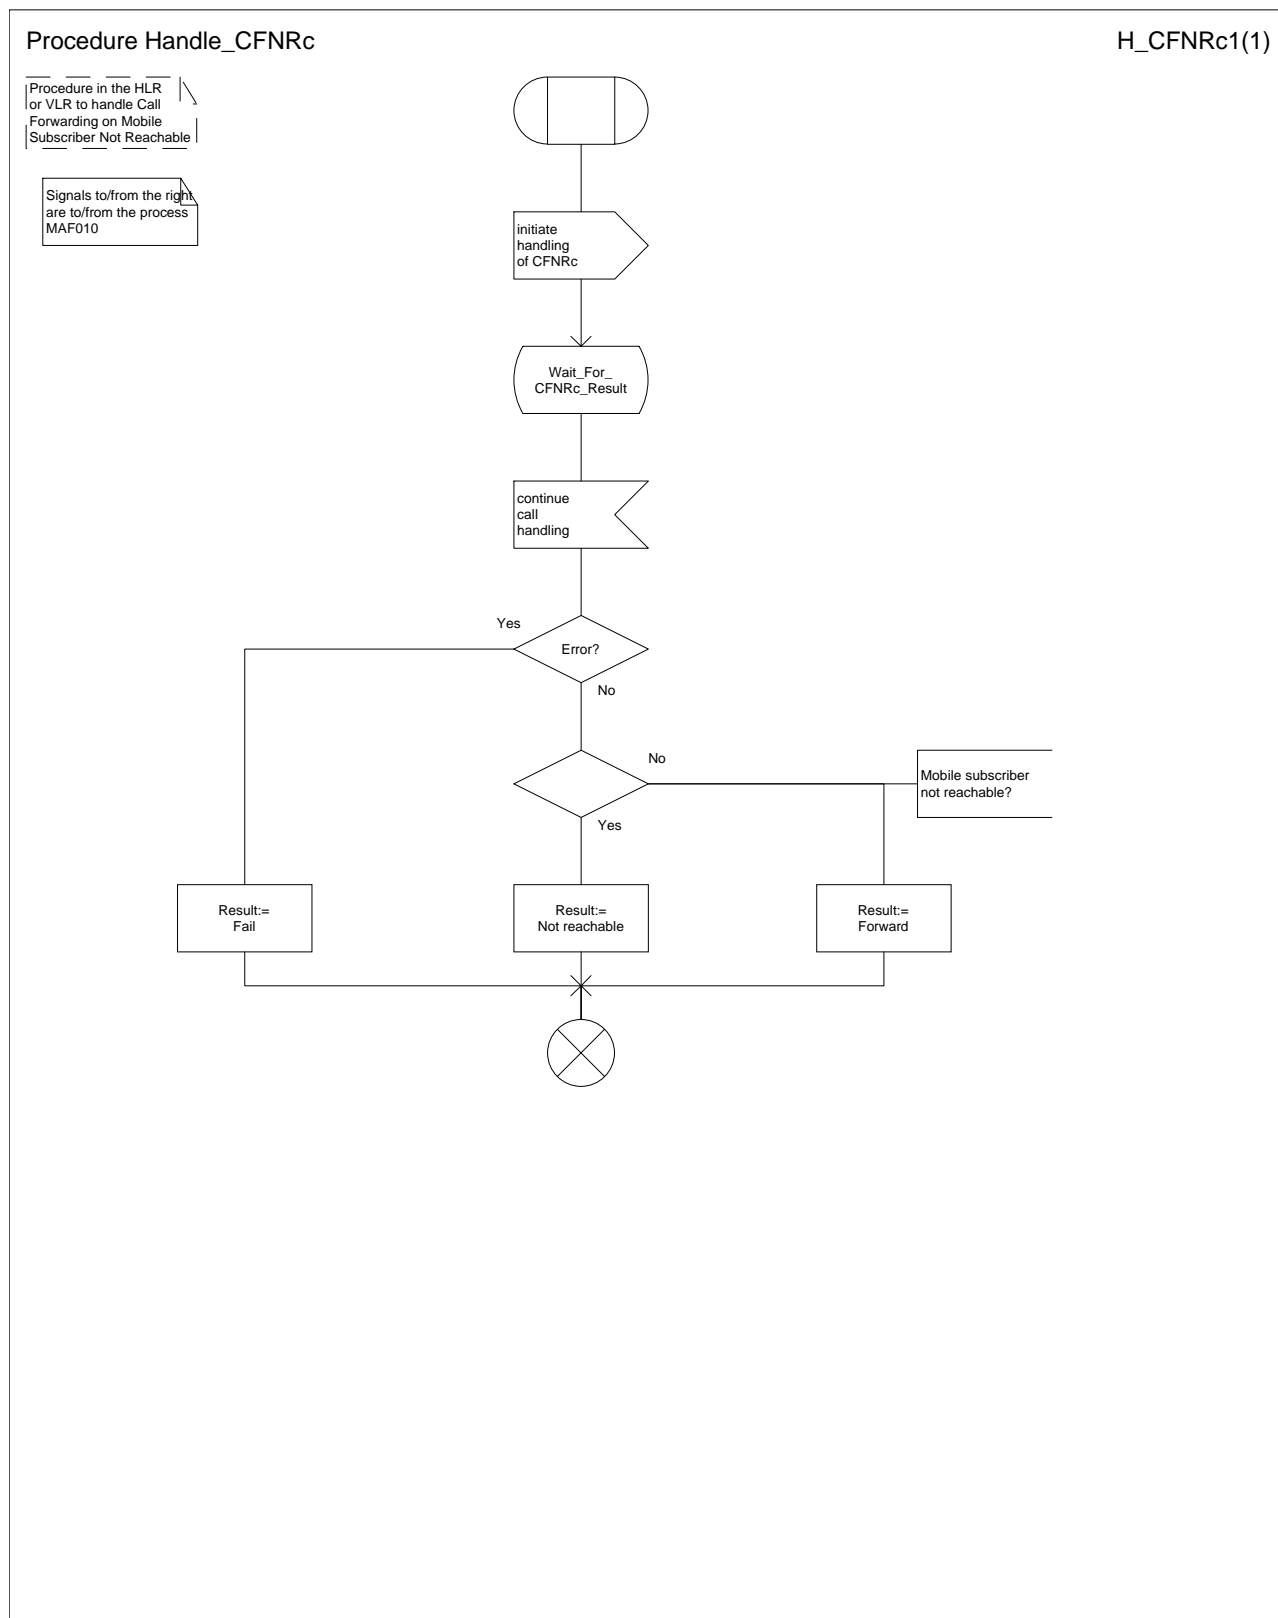 Procedure Handle_CFNRc
H_CFNRc1(1)
Procedure in the HLR
or VLR to handle Call
Forwarding on Mobile
Subscriber Not Reachable
Signals to/from the right
are to/from the process
MAF010
initiate
handling
of CFNRc
Wait_For_
CFNRc_Result
continue
call
handling
Yes
Error?
No
No
Mobile subscriber
not reachable?
Yes
Result:=
Fail
Result:=
Not reachable
Result:=
Forward